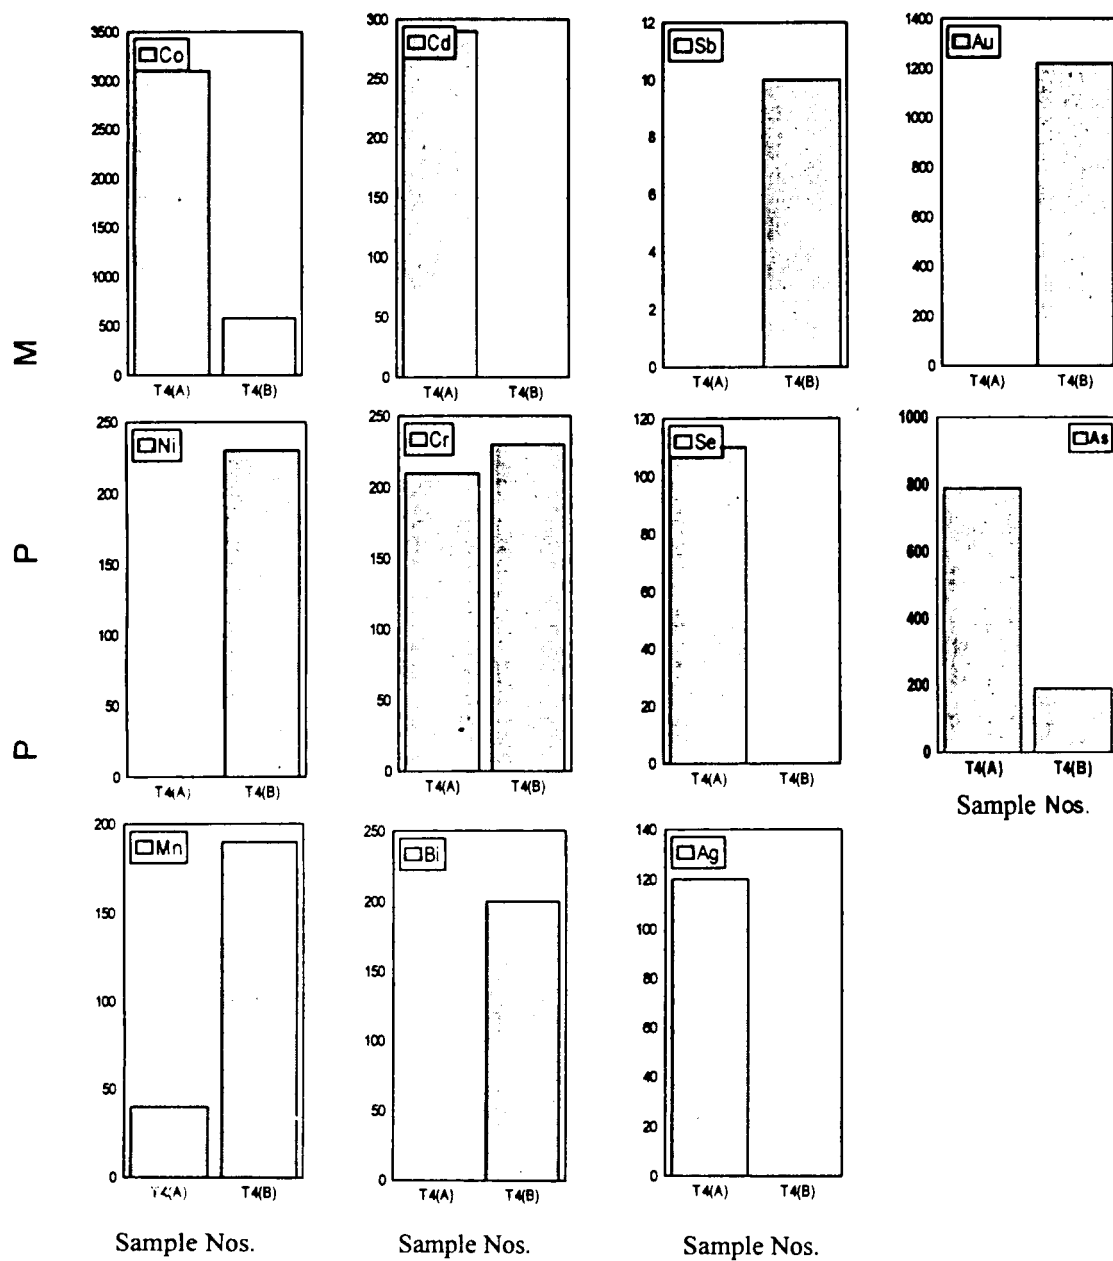 Co
3500
3000
2500
2000
1500
1000
500
0
T4(A) T4(B)
Cd
300
250
200
150
100
50
0
T4(A) T4(B)
Sb
12
10
8
6
4
2
0
T4(A) T4(B)
Au
1400
1200
1000
800
600
400
200
0
T4(A) T4(B)
P P M
Ni
250
200
150
100
50
0
T4(A) T4(B)
Cr
250
200
150
100
50
0
T4(A) T4(B)
Se
120
100
80
60
40
20
0
T4(A) T4(B)
As
1000
800
600
400
200
0
T4(A) T4(B)
Sample Nos.
Mn
200
150
100
50
0
T4(A) T4(B)
Sample Nos.
Bi
250
200
150
100
50
0
T4(A) T4(B)
Sample Nos.
Ag
140
120
100
80
60
40
20
0
T4(A) T4(B)
Sample Nos.